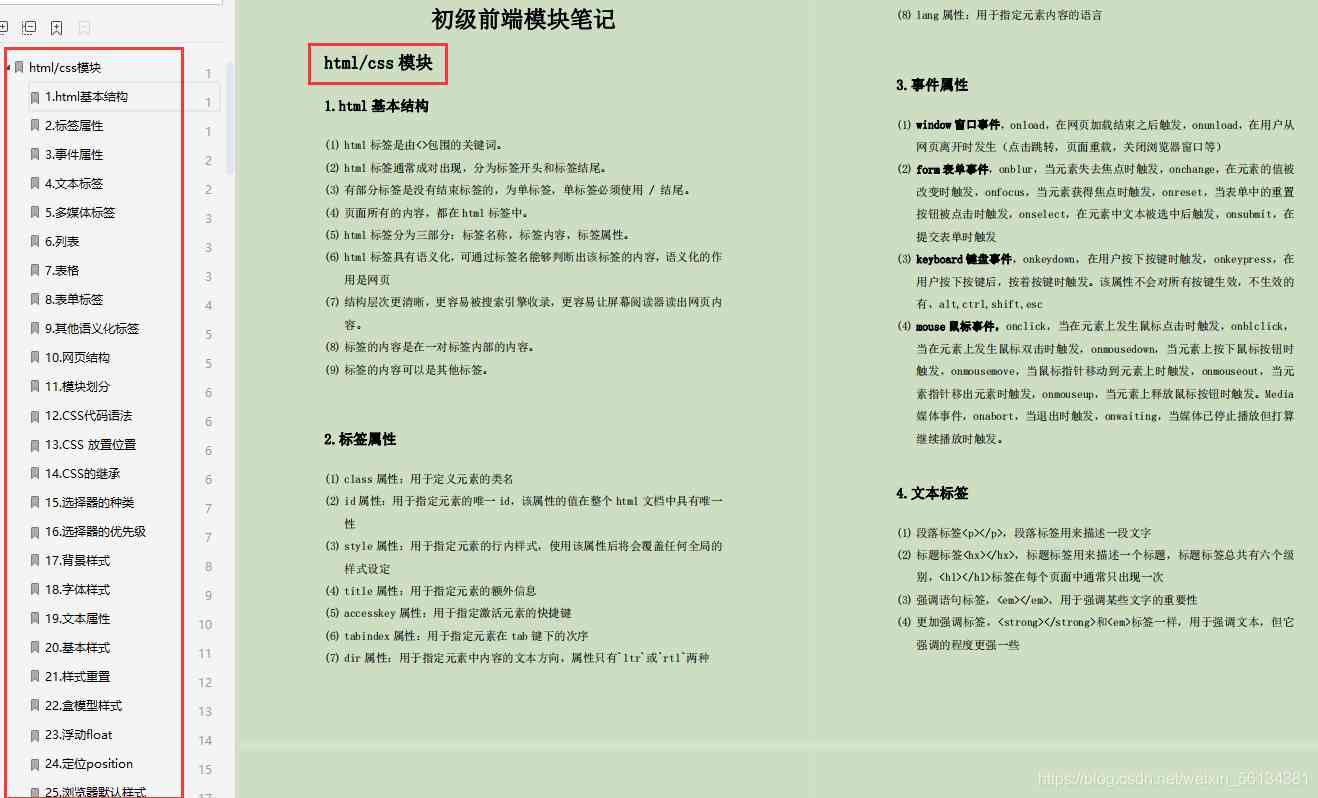 html/css模块 1
1.html基本结构 1
2.标签属性 1
3.事件属性 2
4.文本标签 2
5.多媒体标签 3
6.列表 3
7.表格 3
8.表单标签 4
9.其他语义化标签 5
10.网页结构 5
11.模块划分 6
12.CSS代码语法 6
13.CSS 放置位置 6
14.CSS的继承 6
15.选择器的种类 7
16.选择器的优先级 7
17.背景样式 8
18.字体样式 9
19.文本属性 10
20.基本样式 11
21.样式重置 12
22.盒模型样式 13
23.浮动float 14
24.定位position 15
25.浏览器默认样式 17
初级前端模块笔记
html/css 模块
1.html 基本结构
(1) html 标签是由<>包围的关键词。
(2) html 标签通常成对出现，分为标签开头和标签结尾。
(3) 有部分标签是没有结束标签的，为单标签，单标签必须使用 / 结尾。
(4) 页面所有的内容，都在 html 标签中。
(5) html 标签分为三部分：标签名称，标签内容，标签属性。
(6) html 标签具有语义化，可通过标签名能够判断出该标签的内容，语义化的作
用是网页
(7) 结构层次更清晰，更容易被搜索引擎收录，更容易让屏幕阅读器读出网页内
容。
(8) 标签的内容是在一对标签内部的内容。
(9) 标签的内容可以是其他标签。
2.标签属性
(1) class 属性：用于定义元素的类名
(2) id 属性：用于指定元素的唯一 id，该属性的值在整个 html 文档中具有唯一
性
(3) style 属性：用于指定元素的行内样式，使用该属性后将会覆盖任何全局的
样式设定
(4) title 属性：用于指定元素的额外信息
(5) accesskey 属性：用于指定激活元素的快捷键
(6) tabindex 属性：用于指定元素在 tab 键下的次序
(7) dir 属性：用于指定元素中内容的文本方向，属性只有`ltr`或`rtl`两种
(8) lang 属性：用于指定元素内容的语言
3.事件属性
(1) window 窗口事件，onload，在网页加载结束之后触发，onunload，在用户从
网页离开时发生（点击跳转，页面重载，关闭浏览器窗口等）
(2) form 表单事件，onblur，当元素失去焦点时触发，onchange，在元素的值被
改变时触发，onfocus，当元素获得焦点时触发，onreset，当表单中的重置
按钮被点击时触发，onselect，在元素中文本被选中后触发，onsubmit，在
提交表单时触发
(3) keyboard 键盘事件，onkeydown，在用户按下按键时触发，onkeypress，在
用户按下按键后，按着按键时触发。该属性不会对所有按键生效，不生效的
有，alt,ctrl,shift,esc
(4) mouse 鼠标事件，onclick，当在元素上发生鼠标点击时触发，onblclick，
当在元素上发生鼠标双击时触发，onmousedown，当元素上按下鼠标按钮时
触发，onmousemove，当鼠标指针移动到元素上时触发，onmouseout，当元
素指针移出元素时触发，onmouseup，当元素上释放鼠标按钮时触发。Media
媒体事件，onabort，当退出时触发，onwaiting，当媒体已停止播放但打算
继续播放时触发。
4.文本标签
(1) 段落标签<p></p>，段落标签用来描述一段文字
(2) 标题标签<hx></hx>，标题标签用来描述一个标题，标题标签总共有六个级
别，<h1></h1>标签在每个页面中通常只出现一次
(3) 强调语句标签，<em></em>，用于强调某些文字的重要性
(4) 更加强调标签，<strong></strong>和<em>标签一样，用于强调文本，但它
强调的程度更强一些
https://blog.csdn.net/weixin_56134381